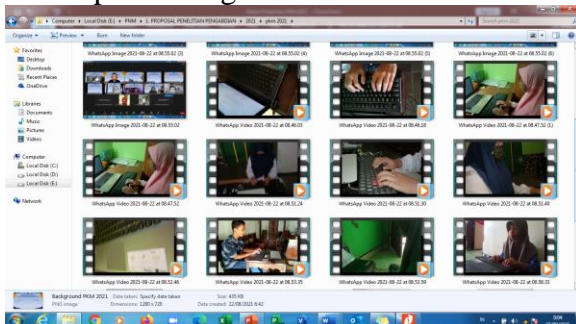 Computer ▸ Local Disk (E:) ▸ PNM ▸ 1. PROPOSAL PENELITIAN PENGABDIAN ▸ 2021 ▸ pkm 2021
Search pkm 2021
Organize Preview Burn New folder
Favorites
Desktop
Downloads
Recent Places
OneDrive
Libraries
Documents
Music
Pictures
Videos
Computer
Local Disk (C:)
Local Disk (D:)
Local Disk (E:)
Network
WhatsApp Image 2021-08-22 at 08.55.02 (3)
WhatsApp Image 2021-08-22 at 08.55.02 (4)
WhatsApp Image 2021-08-22 at 08.55.02 (5)
WhatsApp Image 2021-08-22 at 08.55.02 (6)
WhatsApp Image 2021-08-22 at 08.55.02
WhatsApp Video 2021-08-22 at 08.46.03
WhatsApp Video 2021-08-22 at 08.46.18
WhatsApp Video 2021-08-22 at 08.47.52 (1)
WhatsApp Video 2021-08-22 at 08.47.52
WhatsApp Video 2021-08-22 at 08.51.24
WhatsApp Video 2021-08-22 at 08.51.30
WhatsApp Video 2021-08-22 at 08.51.40
WhatsApp Video 2021-08-22 at 08.52.46
WhatsApp Video 2021-08-22 at 08.53.35
WhatsApp Video 2021-08-22 at 08.53.59
WhatsApp Video 2021-08-22 at
Background PKM 2021 Date taken: Specify date taken Size: 435 KB
PNG image Dimensions: 1280 x 720 Date created: 22/08/2021 6:42
IN